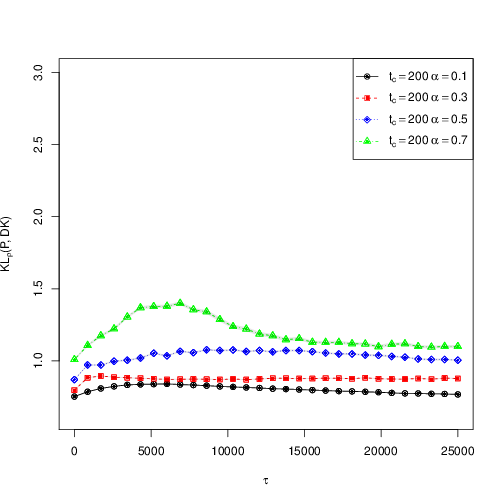 t_c = 200 α = 0.1
t_c = 200 α = 0.3
t_c = 200 α = 0.5
t_c = 200 α = 0.7
3.0
2.5
2.0
1.5
1.0
KL_p(P, DK)
0 5000 10000 15000 20000 25000
τ